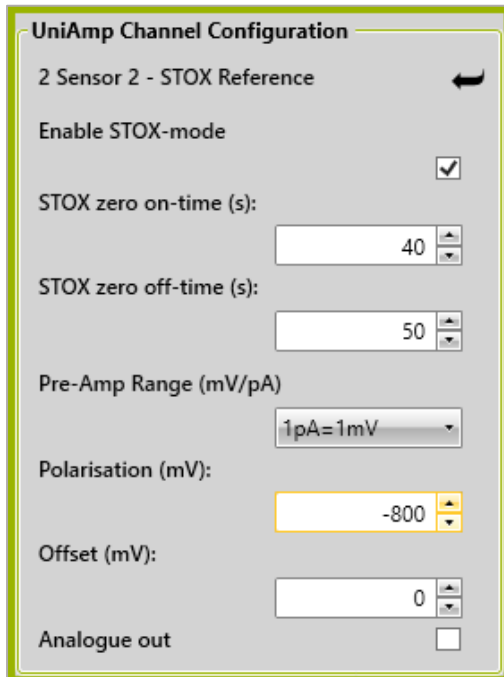 UniAmp Channel Configuration
2 Sensor 2 - STOX Reference
Enable STOX-mode
STOX zero on-time (s):
40
STOX zero off-time (s):
50
Pre-Amp Range (mV/pA)
1pA=1mV
Polarisation (mV):
-800
Offset (mV):
0
Analogue out